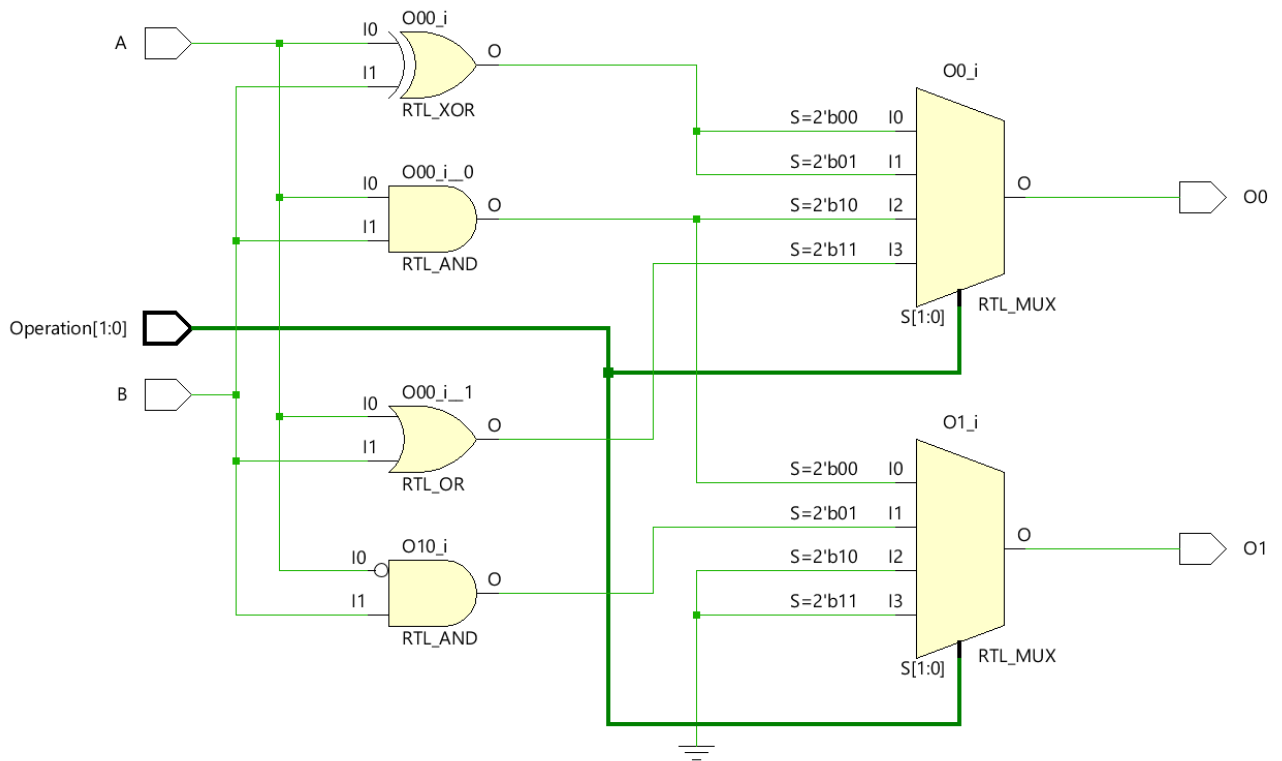 A
I0
O00_i
I1
O
RTL_XOR
I0
O00_i__0
I1
O
RTL_AND
Operation[1:0]
B
I0
O00_i__1
I1
O
RTL_OR
I0
O10_i
I1
O
RTL_AND
O0_i
S=2'b00 I0
S=2'b01 I1
S=2'b10 I2
S=2'b11 I3
O
O0
S[1:0]
RTL_MUX
O1_i
S=2'b00 I0
S=2'b01 I1
S=2'b10 I2
S=2'b11 I3
O
O1
S[1:0]
RTL_MUX